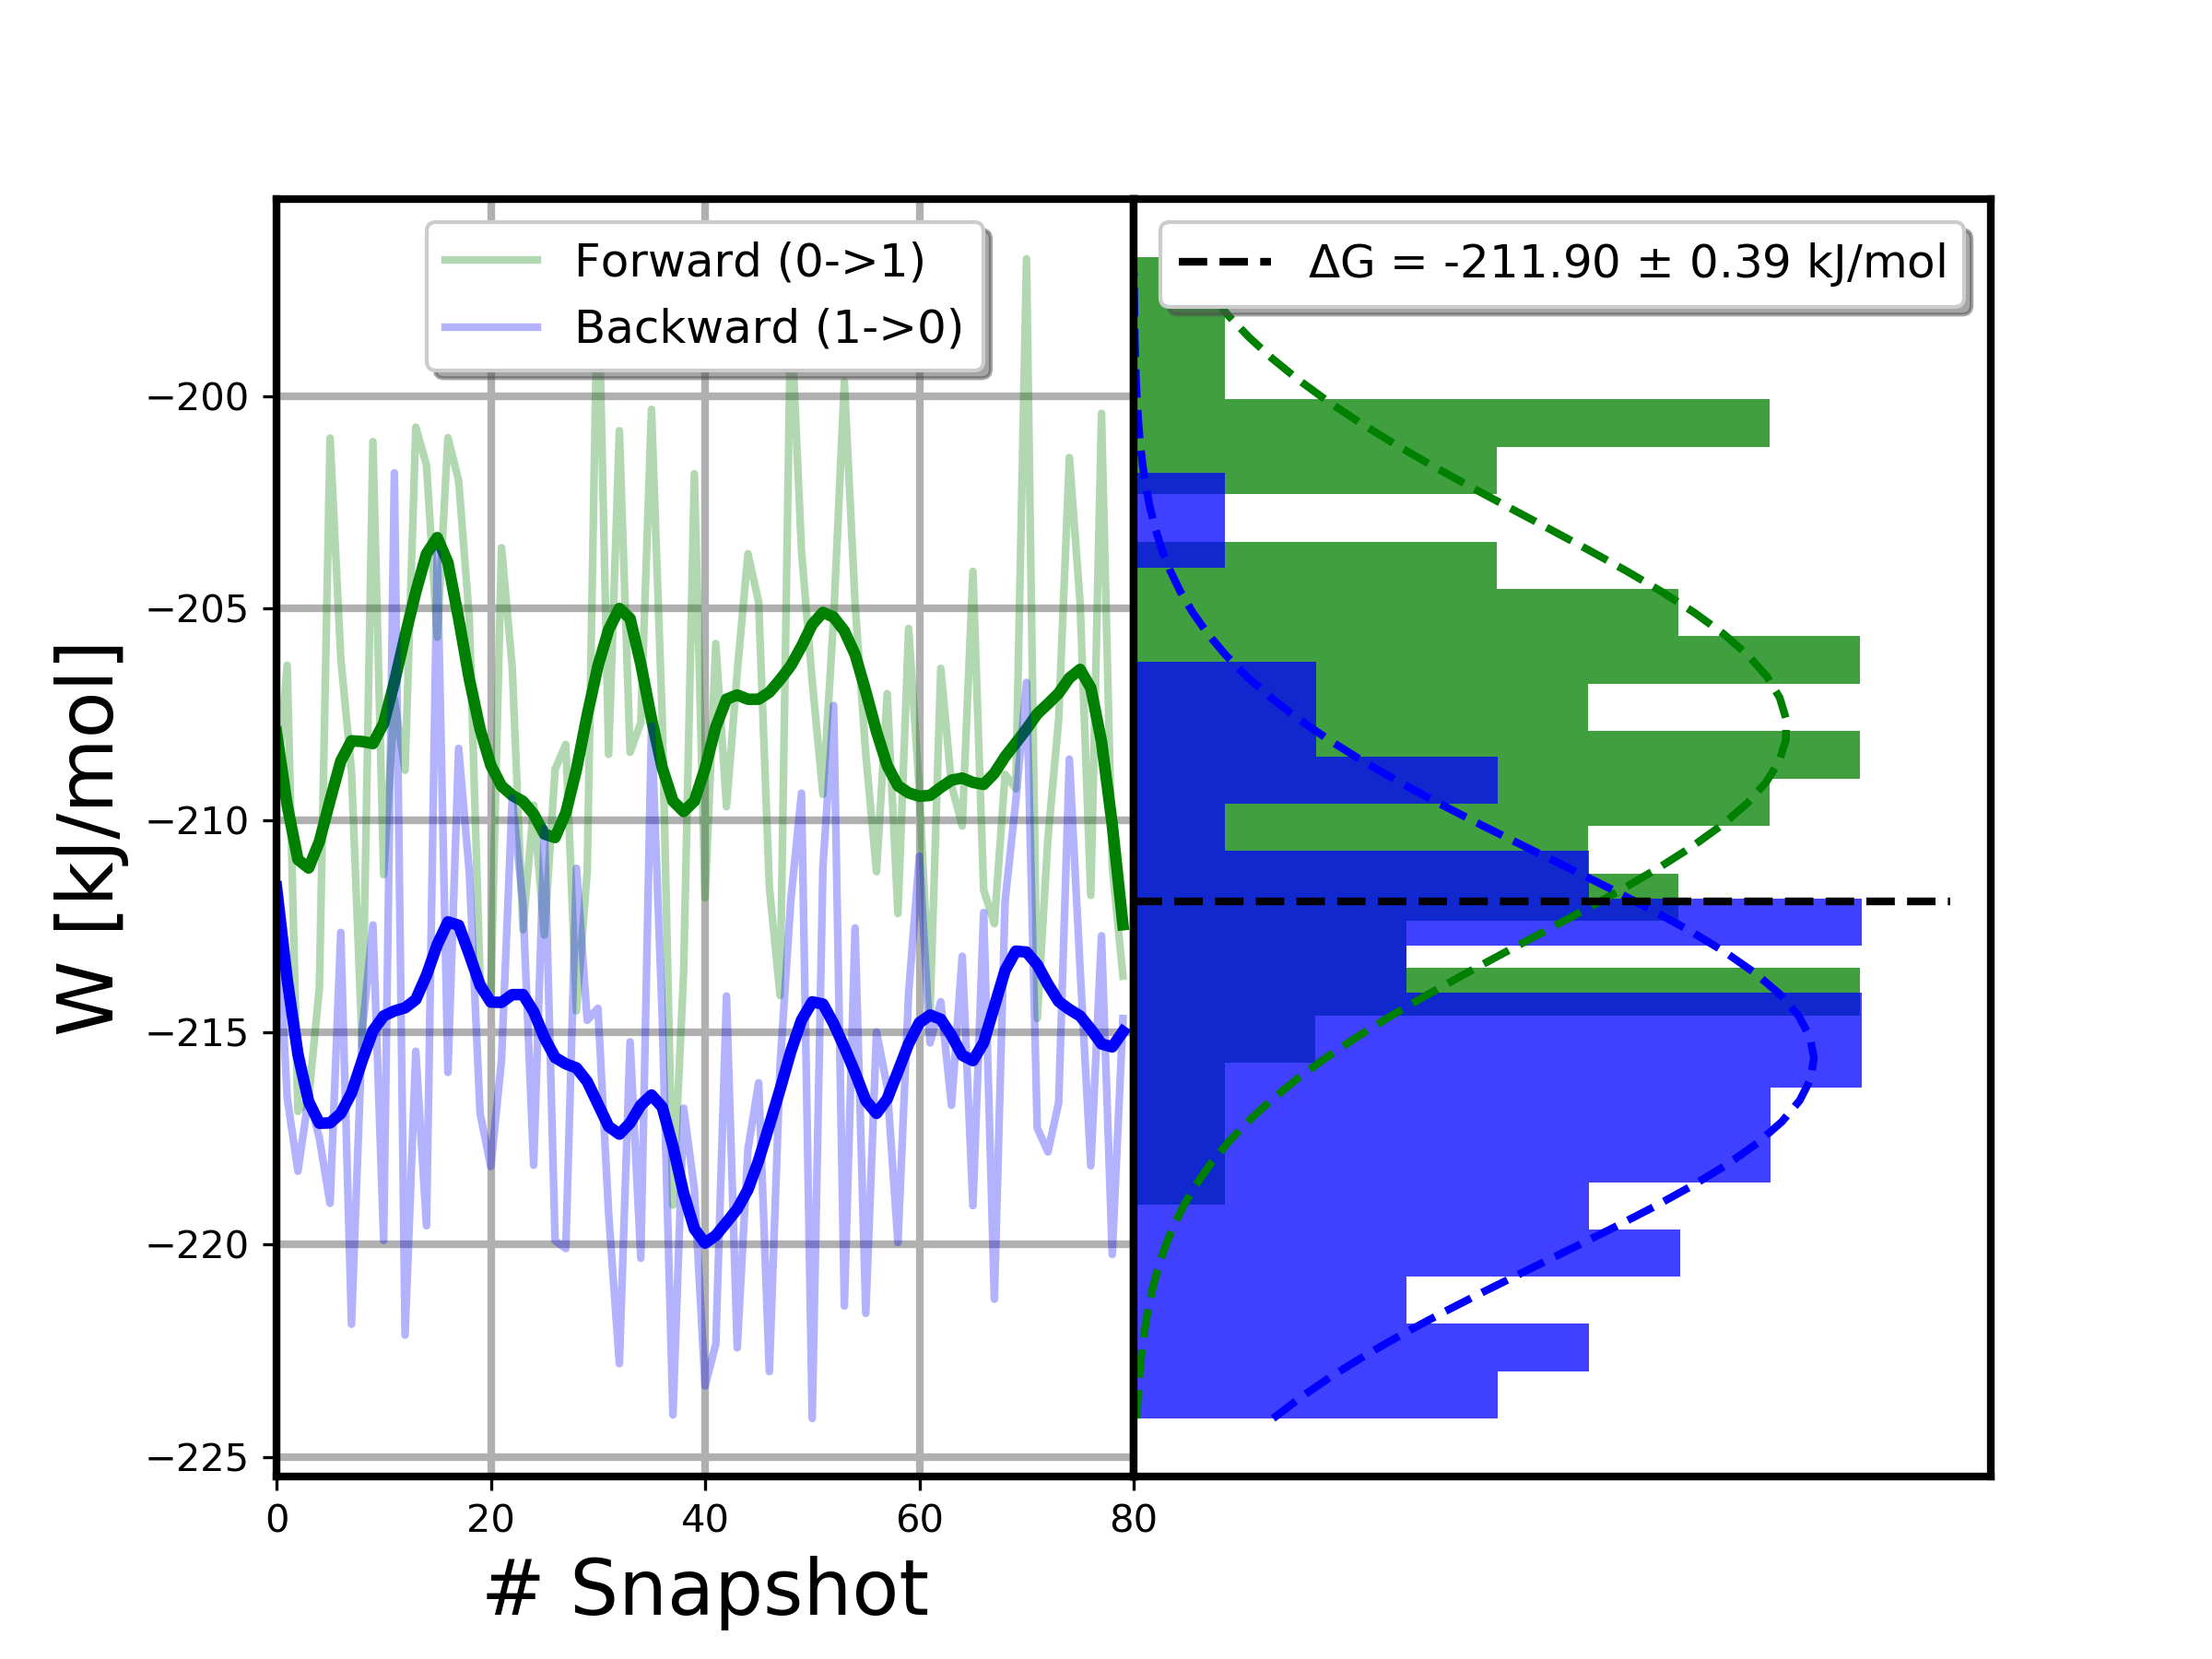 Forward (0->1)
Backward (1->0)
ΔG = -211.90 ± 0.39 kJ/mol
W [kJ/mol]
−200
−205
−210
−215
−220
−225
0 20 40 60 80
# Snapshot